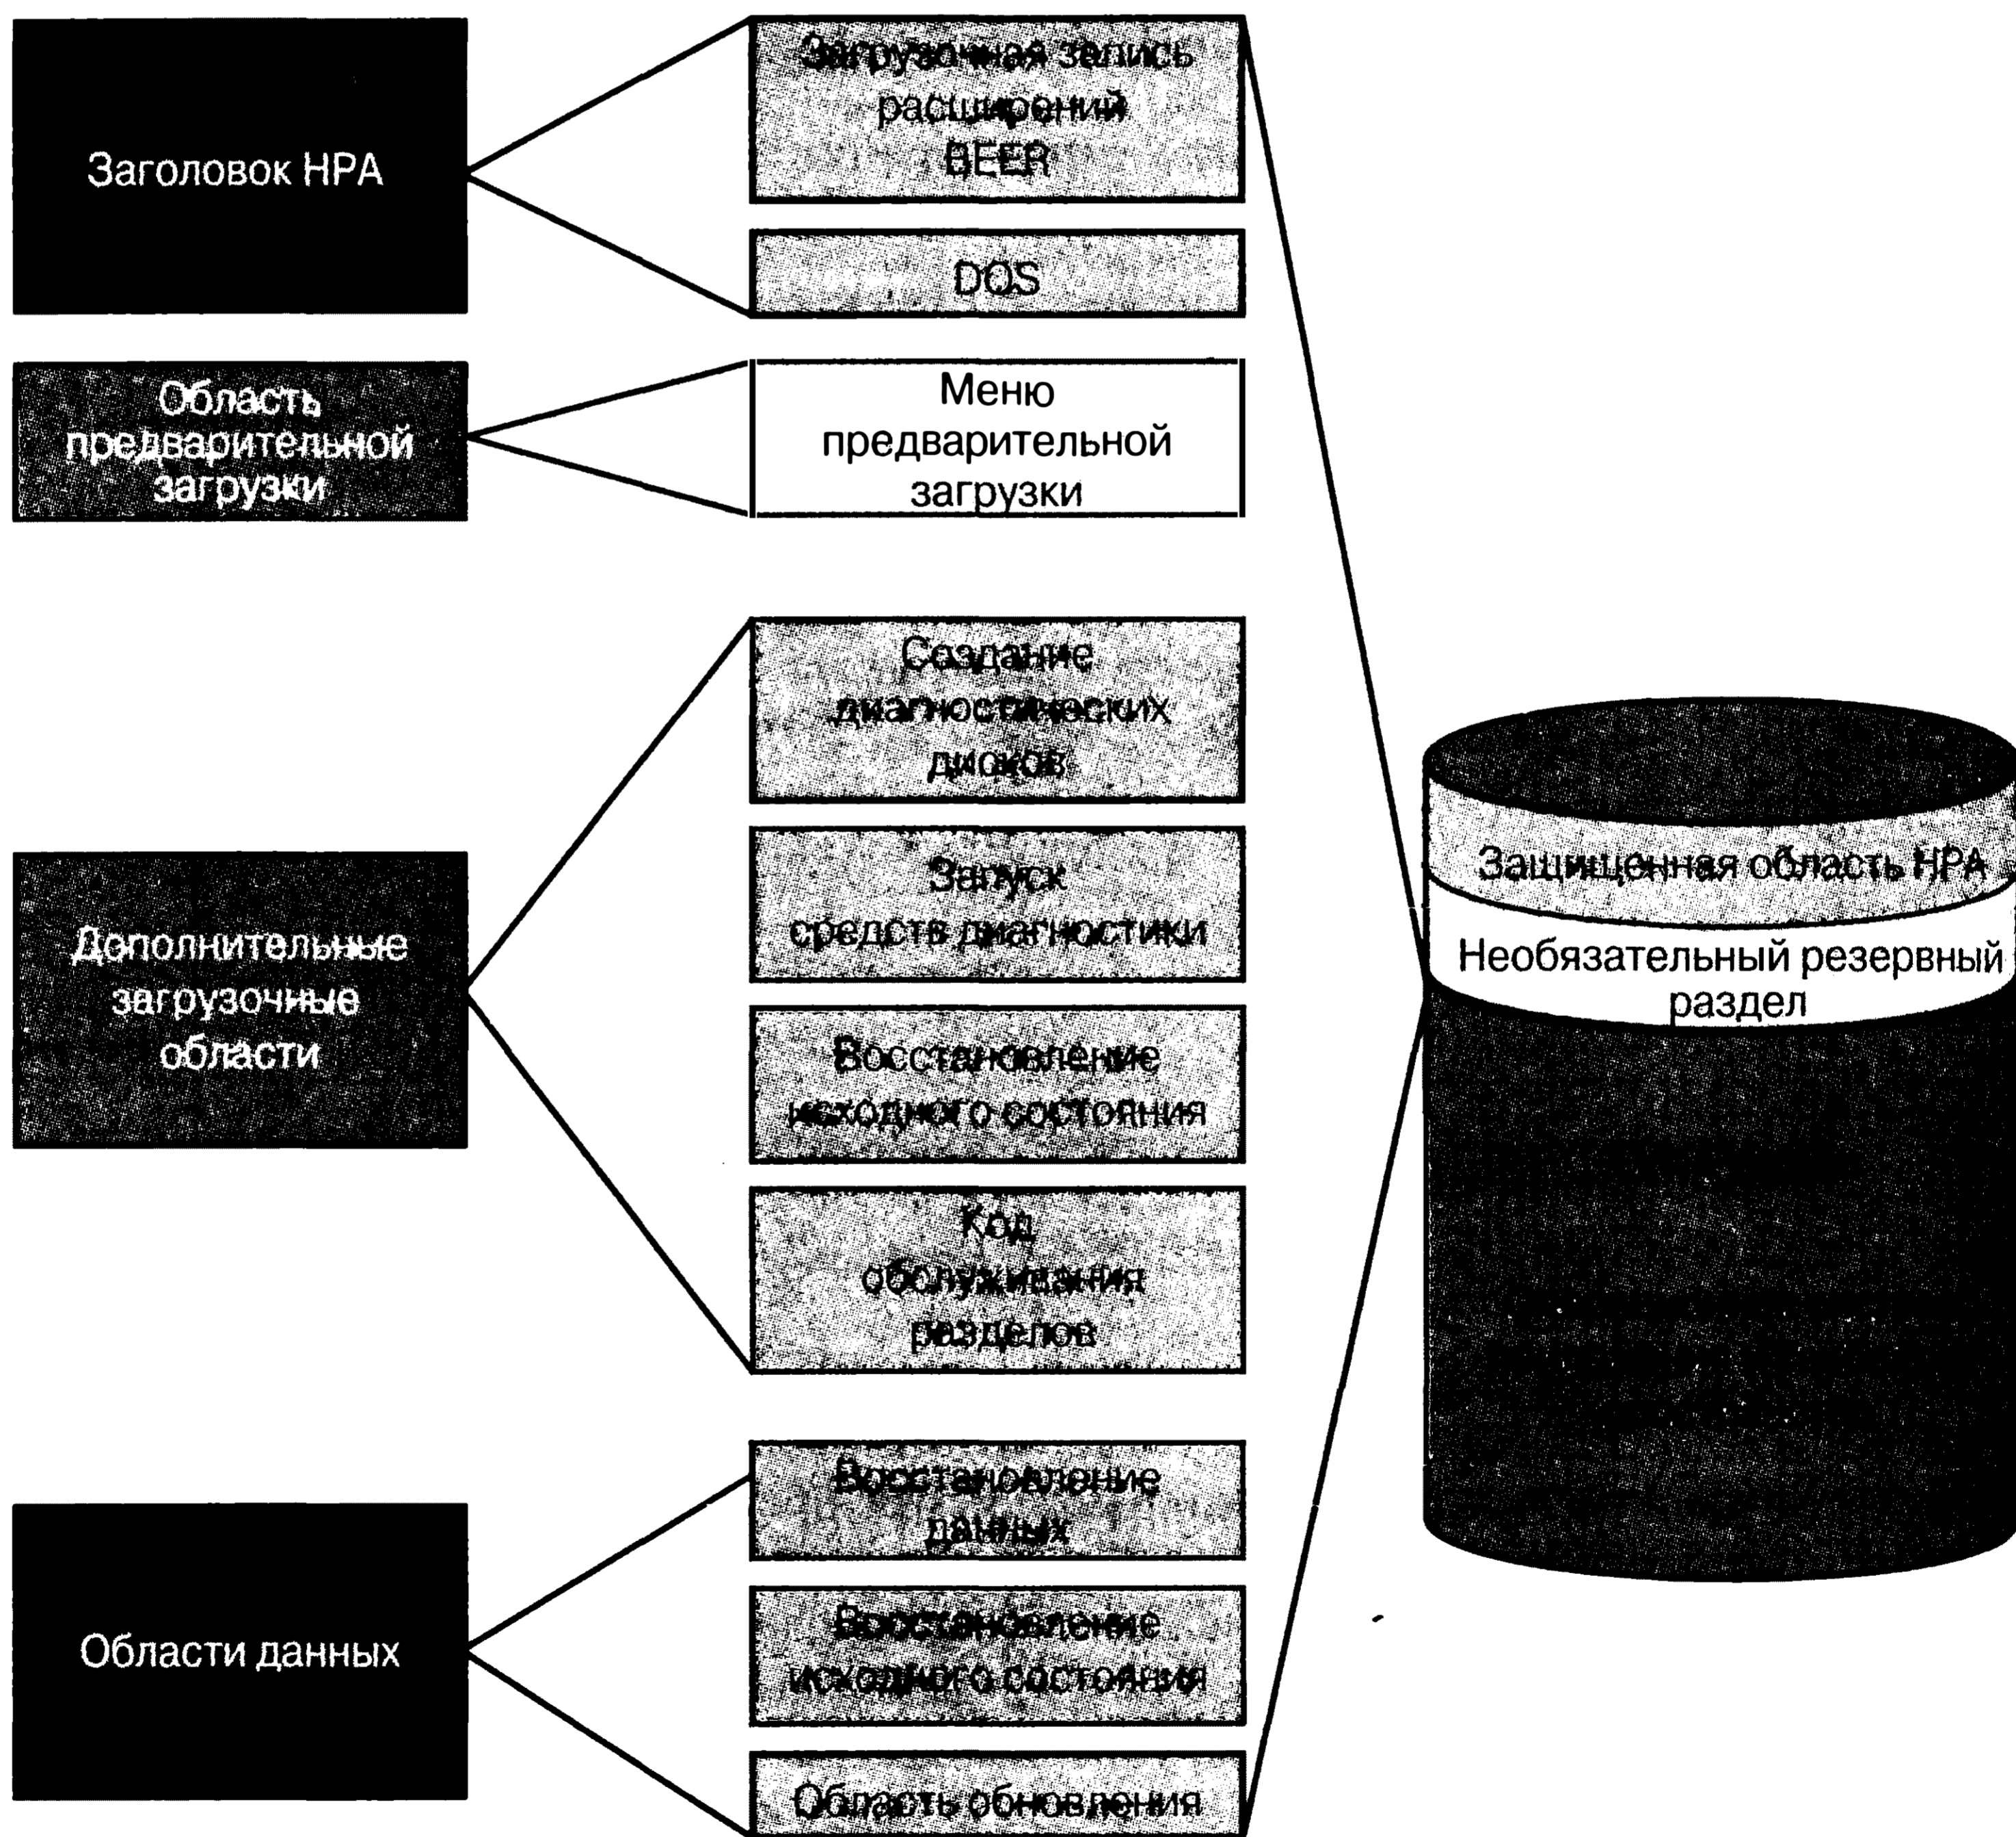 Заголовок HPA
Загрузочная запись
расширений
BEER
DOS
Область
предварительной
загрузки
Меню
предварительной
загрузки
Дополнительные
загрузочные
области
Создание
диагностических
дисков
Запуск
средств диагностики
Восстановление
исходного состояния
Код
обслуживания
разделов
Области данных
Восстановление
данных
Восстановление
исходного состояния
Область обновления
Защищенная область HPA
Необязательный резервный
раздел